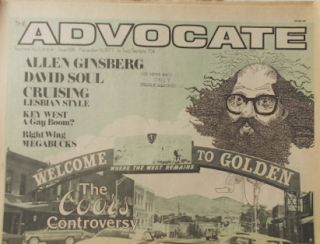 The
ADVOCATE
ALLEN GINSBERG
DAVID SOUL
CRUISING
LESBIAN STYLE
KEY WEST
A Gay Boom?
Right Wing
MEGABUCKS
WELCOME TO GOLDEN
WHERE THE WEST REMAINS
The
Coors
Controversy